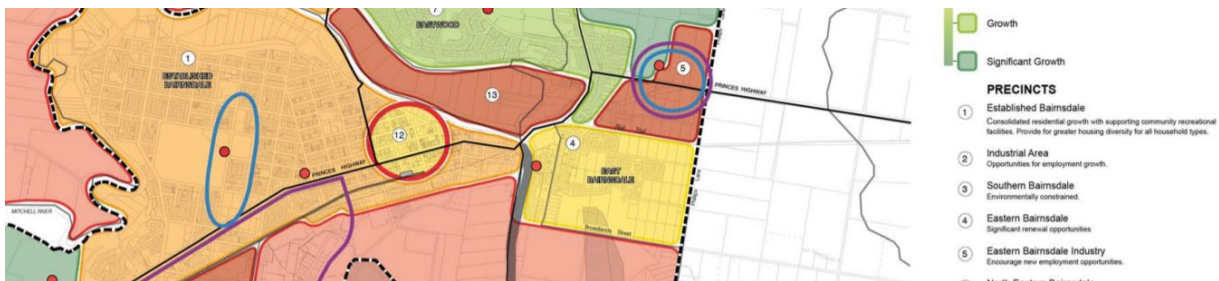 7
EASTWOOD
1
ESTABLISHED
BAIRNSDALE
13
5
PRINCES HIGHWAY
12
PRINCES HIGHWAY
4
EAST
BAIRNSDALE
MITCHELL RIVER
Broadlands Street
Growth
Significant Growth
PRECINCTS
1 Established Bairnsdale
Consolidated residential growth with supporting community recreational
facilities. Provide for greater housing diversity for all household types.
2 Industrial Area
Opportunities for employment growth.
3 Southern Bairnsdale
Environmentally constrained.
4 Eastern Bairnsdale
Significant renewal opportunities
5 Eastern Bairnsdale Industry
Encourage new employment opportunities.